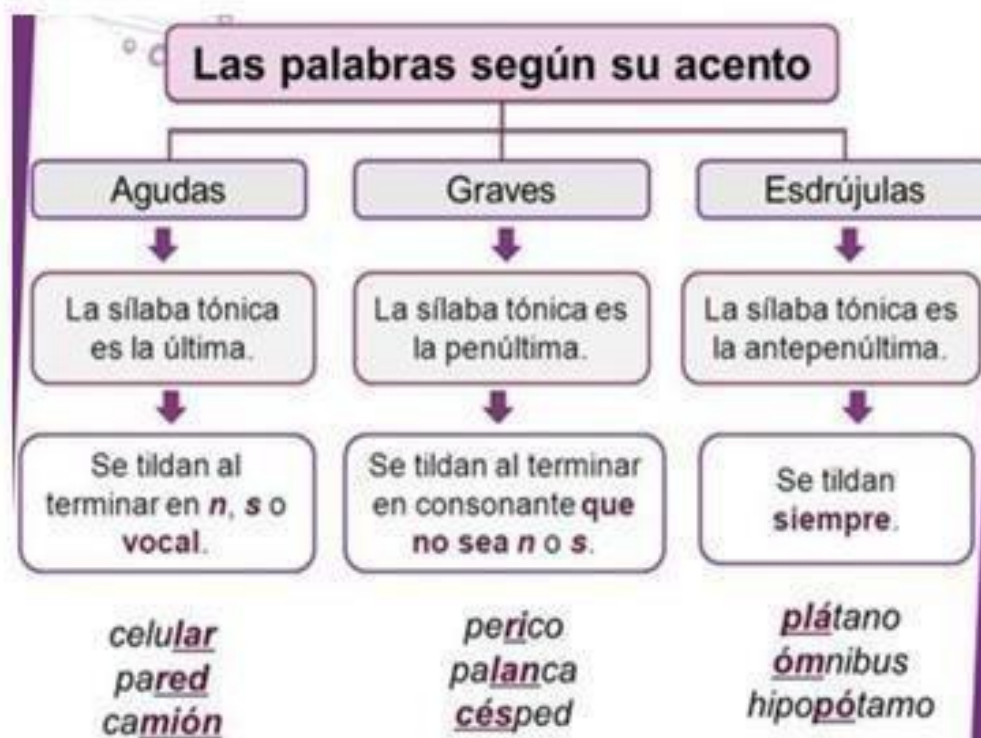 Las palabras según su acento
Agudas
La sílaba tónica
es la última.
Se tildan al
terminar en n, s o
vocal.
celular
pared
camión
Graves
La sílaba tónica es
la penúltima.
Se tildan al terminar
en consonante que
no sea n o s.
perico
palanca
césped
Esdrújulas
La sílaba tónica es
la antepenúltima.
Se tildan
siempre.
plátano
ómnibus
hipopótamo